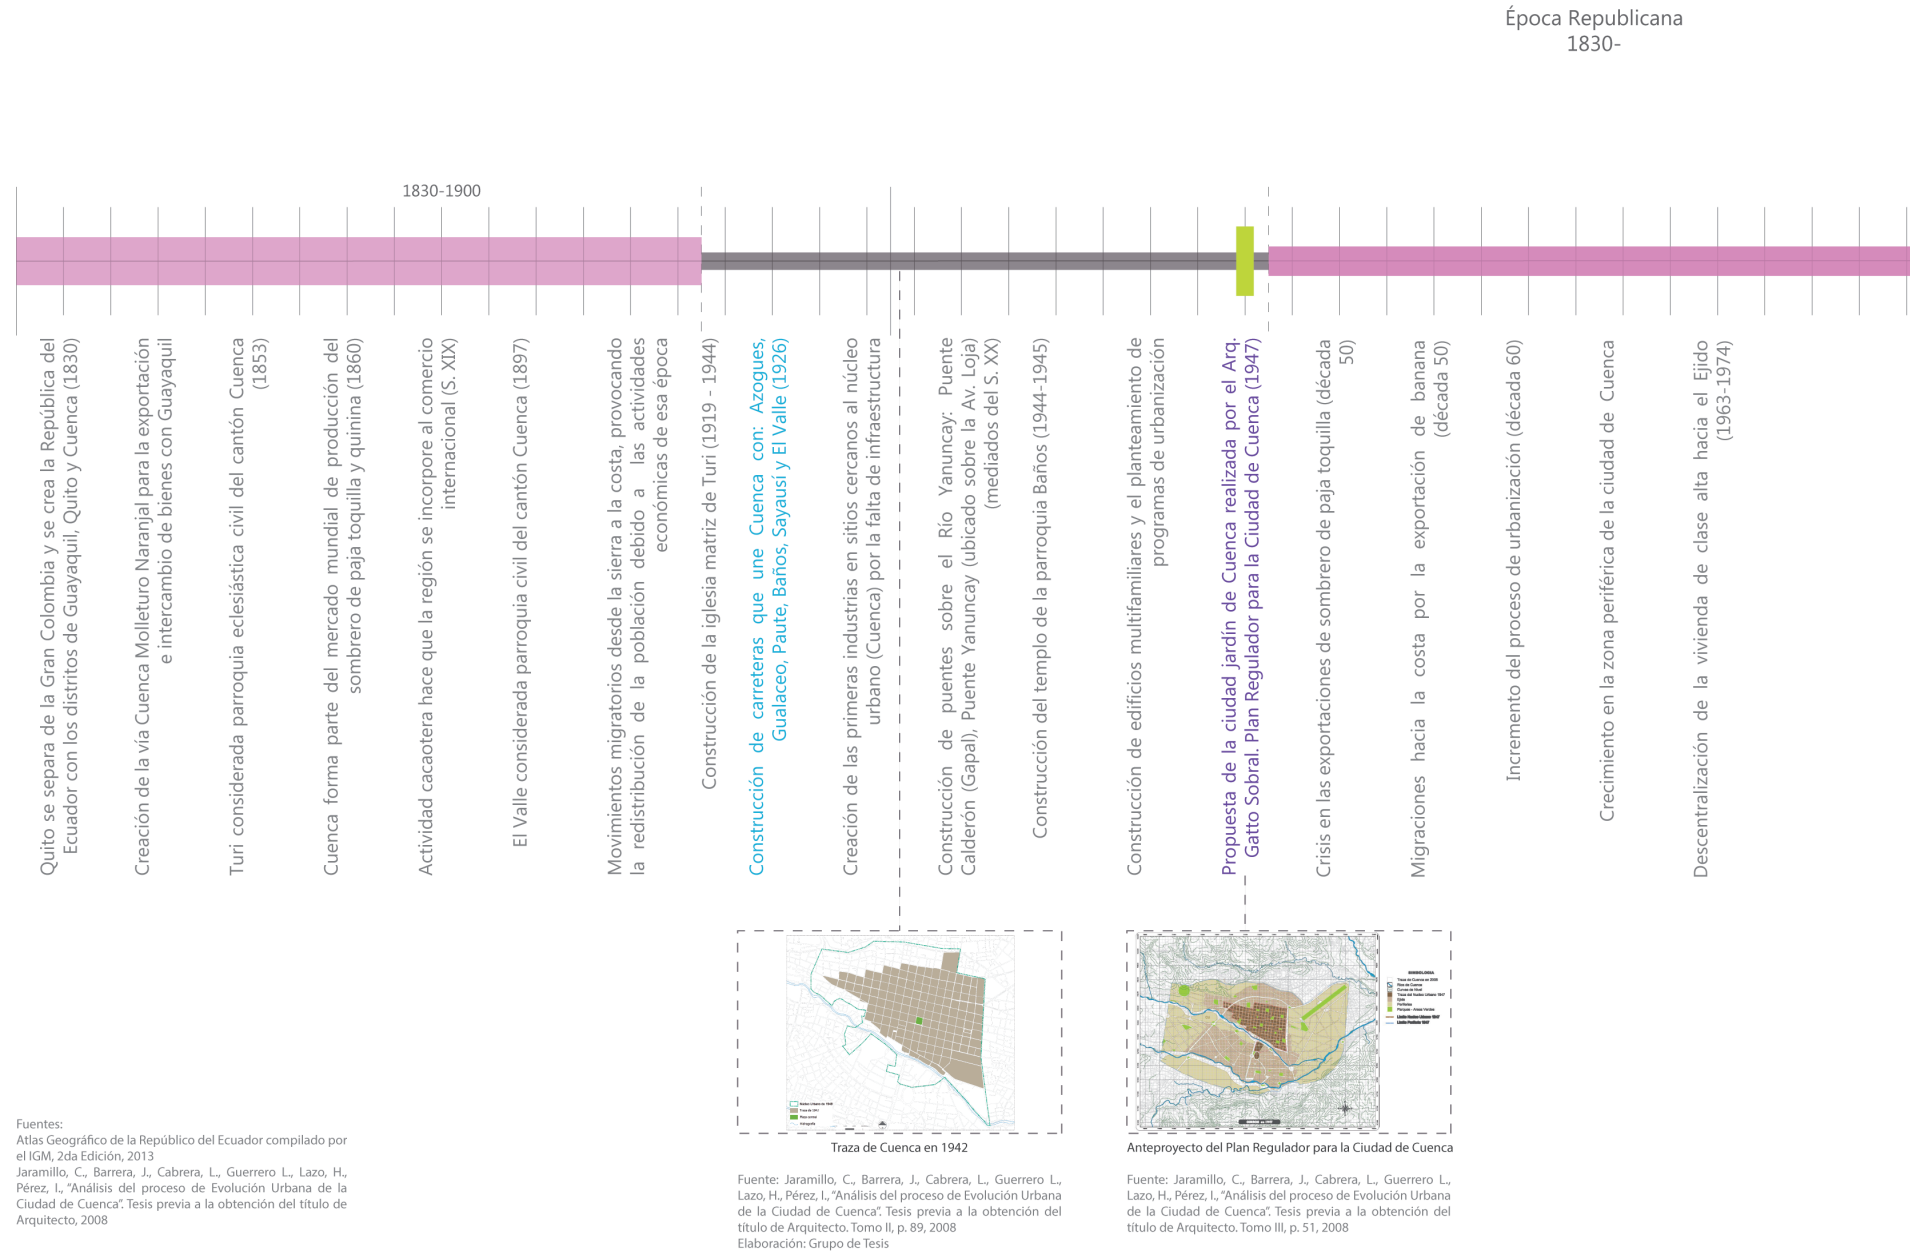 Época Republicana
1830-
1830-1900
Quito se separa de la Gran Colombia y se crea la República del
Ecuador con los distritos de Guayaquil, Quito y Cuenca (1830)
Creación de la vía Cuenca Molleturo Naranjal para la exportación
e intercambio de bienes con Guayaquil
Turi considerada parroquia eclesiástica civil del cantón Cuenca
(1853)
Cuenca forma parte del mercado mundial de producción del
sombrero de paja toquilla y quinina (1860)
Actividad cacaotera hace que la región se incorpore al comercio
internacional (S. XIX)
El Valle considerada parroquia civil del cantón Cuenca (1897)
Movimientos migratorios desde la sierra a la costa, provocando
la redistribución de la población debido a las actividades
económicas de esa época
Construcción de la iglesia matriz de Turi (1919 - 1944)
Construcción de carreteras que une Cuenca con: Azogues,
Gualaceo, Paute, Baños, Sayausí y El Valle (1926)
Creación de las primeras industrias en sitios cercanos al núcleo
urbano (Cuenca) por la falta de infraestructura
Construcción de puentes sobre el Río Yanuncay: Puente
Calderón (Gapal), Puente Yanuncay (ubicado sobre la Av. Loja)
(mediados del S. XX)
Construcción del templo de la parroquia Baños (1944-1945)
Construcción de edificios multifamiliares y el planteamiento de
programas de urbanización
Propuesta de la ciudad jardín de Cuenca realizada por el Arq.
Gatto Sobral. Plan Regulador para la Ciudad de Cuenca (1947)
Crisis en las exportaciones de sombrero de paja toquilla (década
50)
Migraciones hacia la costa por la exportación de banana
(década 50)
Incremento del proceso de urbanización (década 60)
Crecimiento en la zona periférica de la ciudad de Cuenca
Descentralización de la vivienda de clase alta hacia el Ejido
(1963-1974)
Traza de Cuenca en 1942
Fuente: Jaramillo, C., Barrera, J., Cabrera, L., Guerrero L.,
Lazo, H., Pérez, I., “Análisis del proceso de Evolución Urbana
de la Ciudad de Cuenca”. Tesis previa a la obtención del
título de Arquitecto. Tomo II, p. 89, 2008
Elaboración: Grupo de Tesis
SIMBOLOGIA
Anteproyecto del Plan Regulador para la Ciudad de Cuenca
Fuente: Jaramillo, C., Barrera, J., Cabrera, L., Guerrero L.,
Lazo, H., Pérez, I., “Análisis del proceso de Evolución Urbana
de la Ciudad de Cuenca”. Tesis previa a la obtención del
título de Arquitecto. Tomo III, p. 51, 2008
Fuentes:
Atlas Geográfico de la Repúblico del Ecuador compilado por
el IGM, 2da Edición, 2013
Jaramillo, C., Barrera, J., Cabrera, L., Guerrero L., Lazo, H.,
Pérez, I., “Análisis del proceso de Evolución Urbana de la
Ciudad de Cuenca”. Tesis previa a la obtención del título de
Arquitecto, 2008